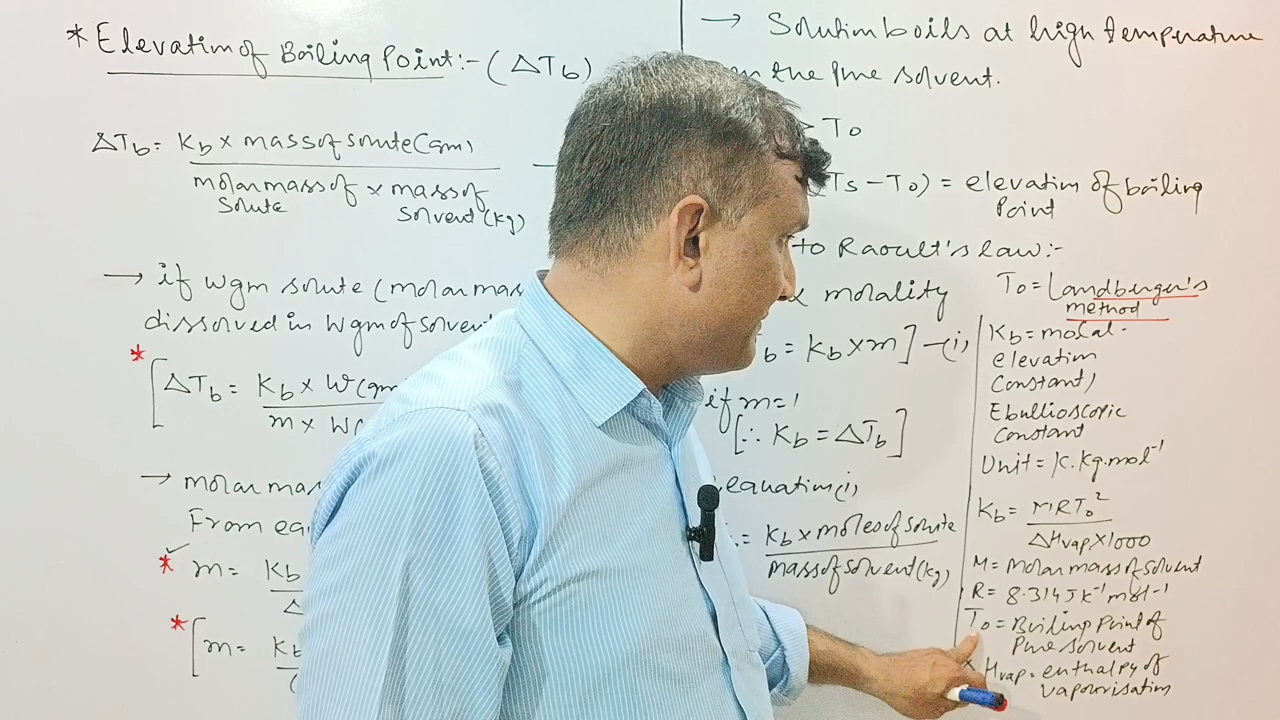 * Elevation of Boiling Point:- (ΔTb)
ΔTb = Kb × mass of solute (gm)
molar mass of solute × mass of solvent (kg)
→ if wgm solute (molar mass
dissolved in Wgm of solvent
* [ΔTb = Kb × W(gm
m × W(
→ molar mas
From eq
* m = Kb
Δ
* [m = Kb
(
→ Solution boils at high temperature
the Pure solvent.
To
(Ts - To) = elevation of boiling Point
to Raoult's law:-
∝ molality
b = Kb × m] -(i)
if m=1
[∴ Kb = ΔTb]
equation(i)
= Kb × moles of solute
mass of solvent (kg)
To = Landberger's
method
Kb = molal-
elevation
Constant)
Ebullioscopic
Constant
Unit = K.Kg.mol⁻¹
Kb = MRTo²
ΔHvap×1000
M = Molar mass of solvent
R = 8.314 J K⁻¹ mol⁻¹
To = Boiling Point of
Pure Solvent
Hvap = enthalpy of
vapourisation